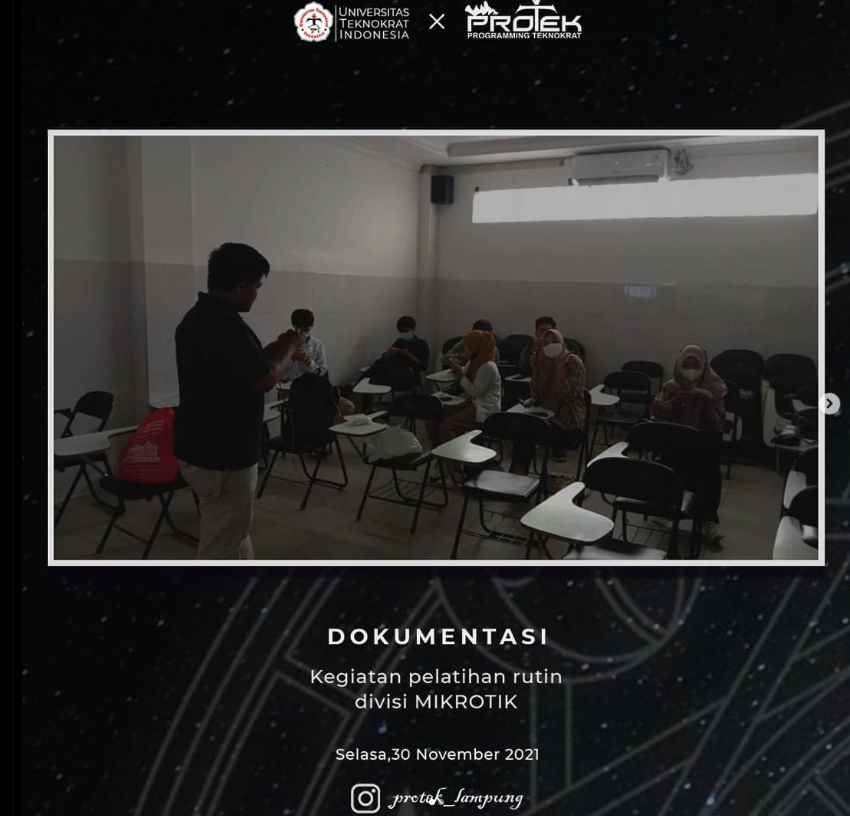 UNIVERSITAS
TEKNOKRAT
INDONESIA
PROTEK
PROGRAMMING TEKNOKRAT
DOKUMENTASI
Kegiatan pelatihan rutin
divisi MIKROTIK
Selasa,30 November 2021
protek_lampung